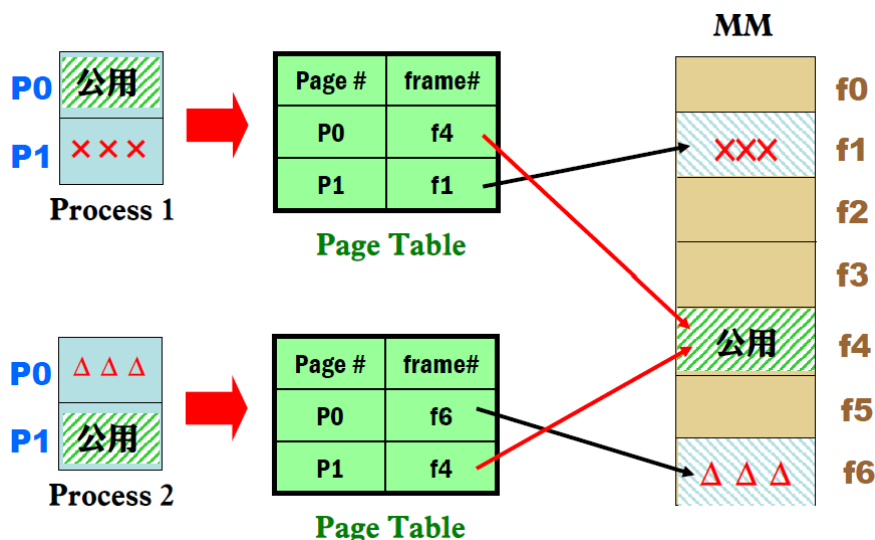 MM
P0
公用
P1
×××
Process 1
Page # frame#
P0 f4
P1 f1
Page Table
P0
Δ Δ Δ
P1
公用
Process 2
Page # frame#
P0 f6
P1 f4
Page Table
f0
××× f1
f2
f3
公用 f4
f5
Δ Δ Δ f6